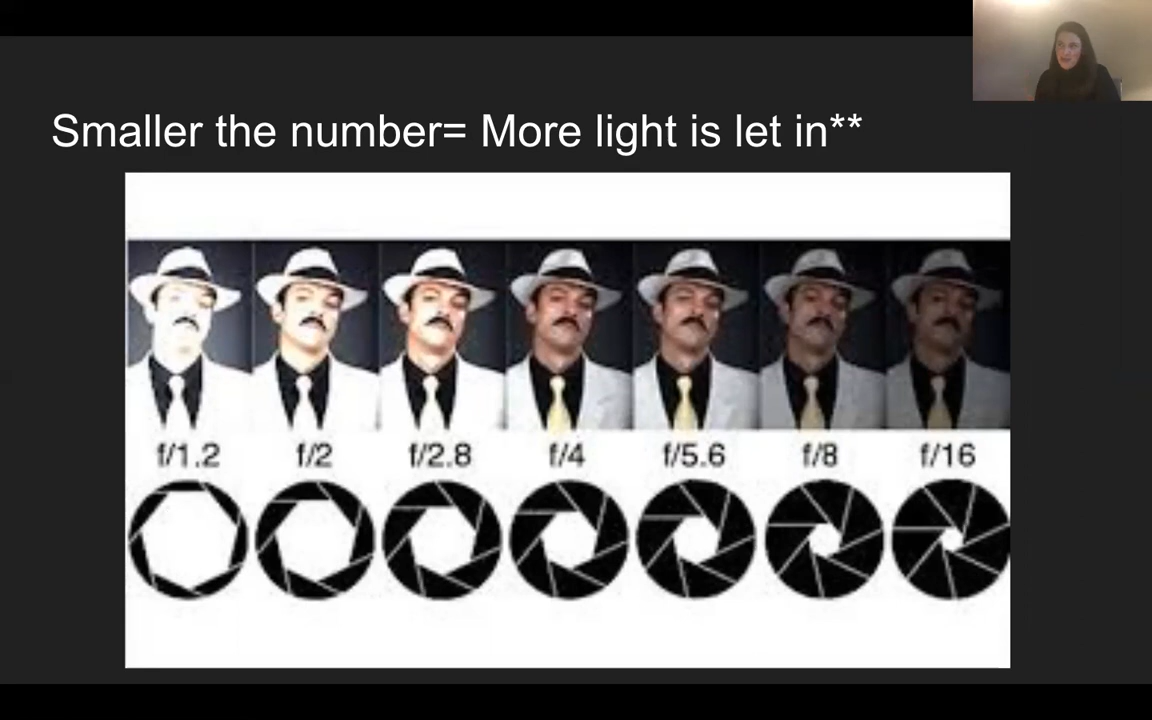 Smaller the number= More light is let in**
f/1.2 f/2 f/2.8 f/4 f/5.6 f/8 f/16